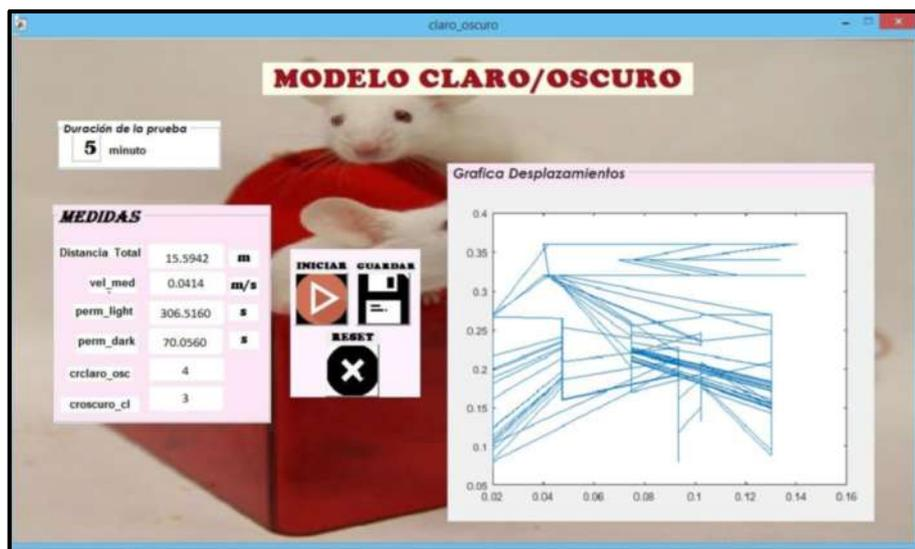 claro_oscuro
MODELO CLARO/OSCURO
Duración de la prueba
5 minuto
MEDIDAS
Distancia Total 15.5942 m
vel_med 0.0414 m/s
perm_light 306.5160 s
perm_dark 70.0560 s
crclaro_osc 4
croscuro_cl 3
INICIAR GUARDAR
RESET
Grafica Desplazamientos
0.4
0.35
0.3
0.25
0.2
0.15
0.1
0.05
0.02 0.04 0.06 0.08 0.1 0.12 0.14 0.16